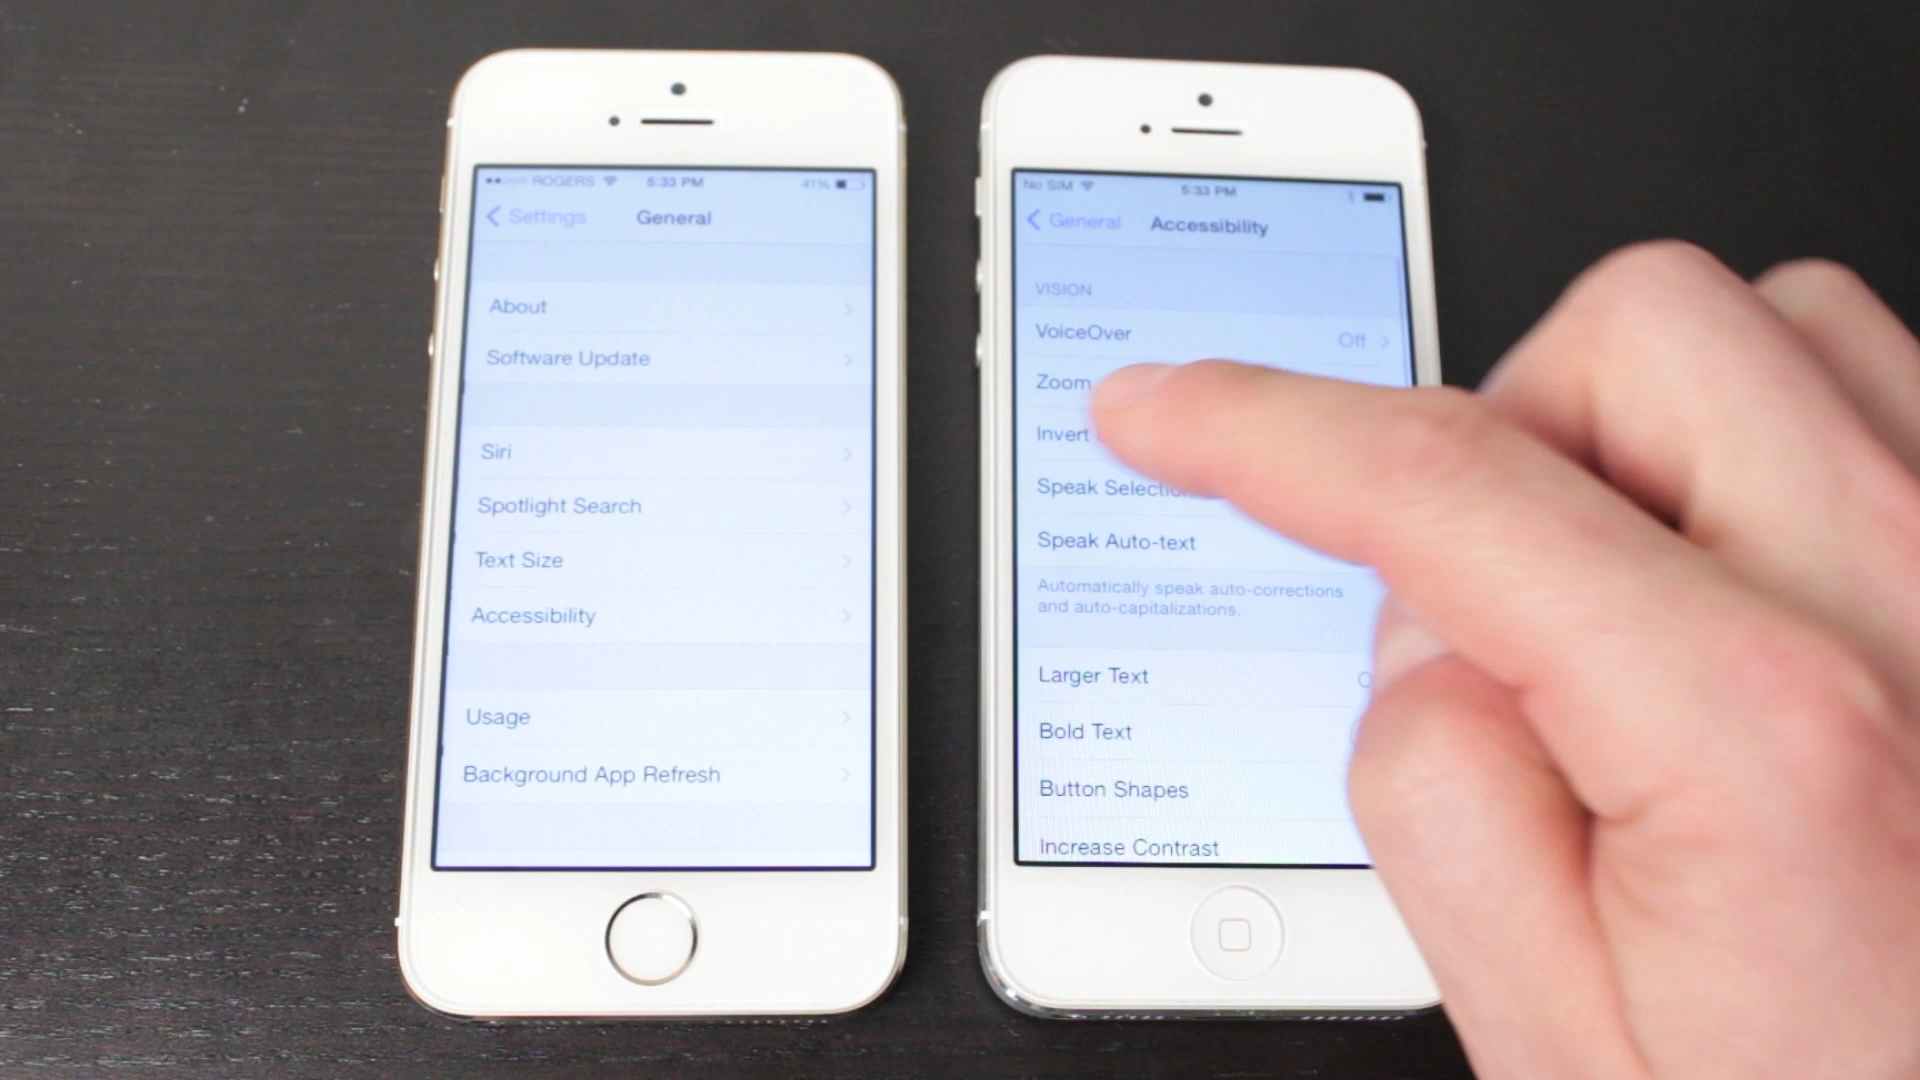 ROGERS 5:33 PM 41%
Settings General
About
Software Update
Siri
Spotlight Search
Text Size
Accessibility
Usage
Background App Refresh
No SIM 5:33 PM
General Accessibility
VISION
VoiceOver Off
Zoom
Invert
Speak Selection
Speak Auto-text
Automatically speak auto-corrections
and auto-capitalizations.
Larger Text
Bold Text
Button Shapes
Increase Contrast